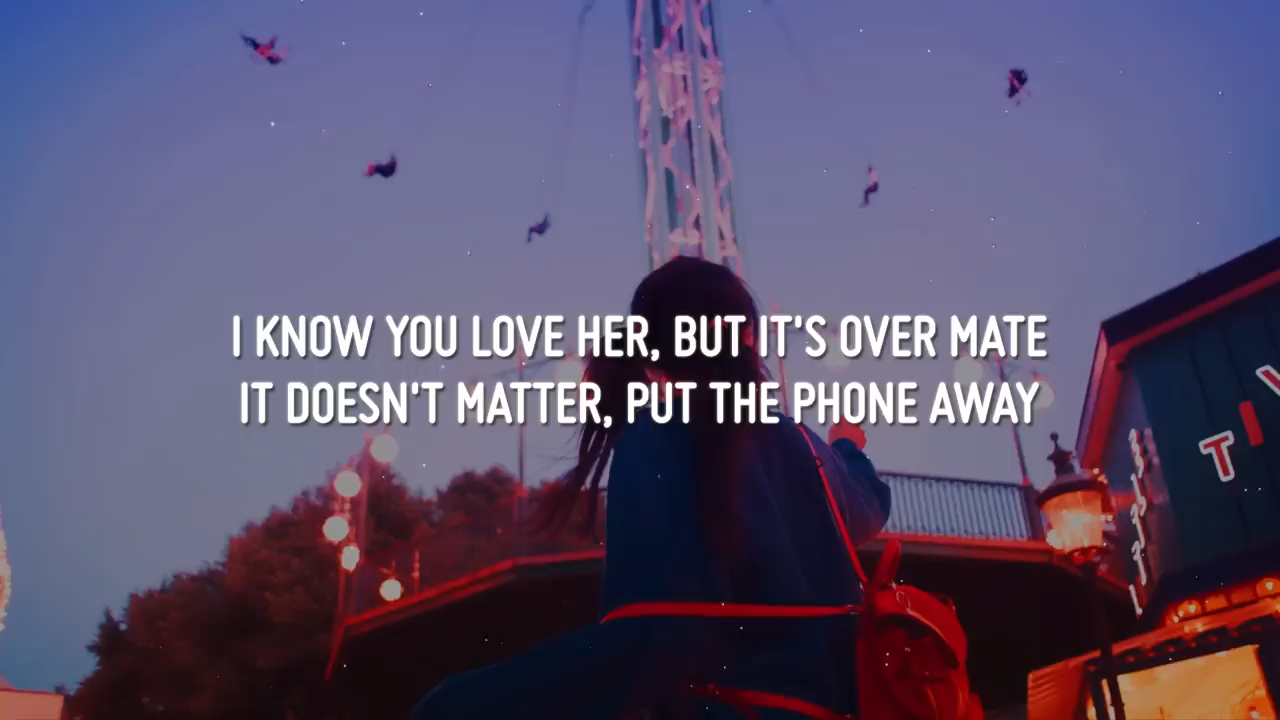 I KNOW YOU LOVE HER, BUT IT'S OVER MATE
IT DOESN'T MATTER, PUT THE PHONE AWAY